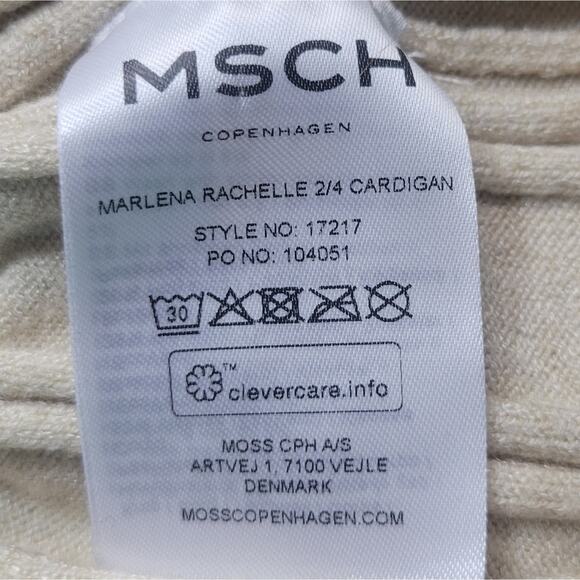 MSCH
COPENHAGEN
MARLENA RACHELLE 2/4 CARDIGAN
STYLE NO: 17217
PO NO: 104051
30
™
clevercare.info
MOSS CPH A/S
ARTVEJ 1, 7100 VEJLE
DENMARK
MOSSCOPENHAGEN.COM